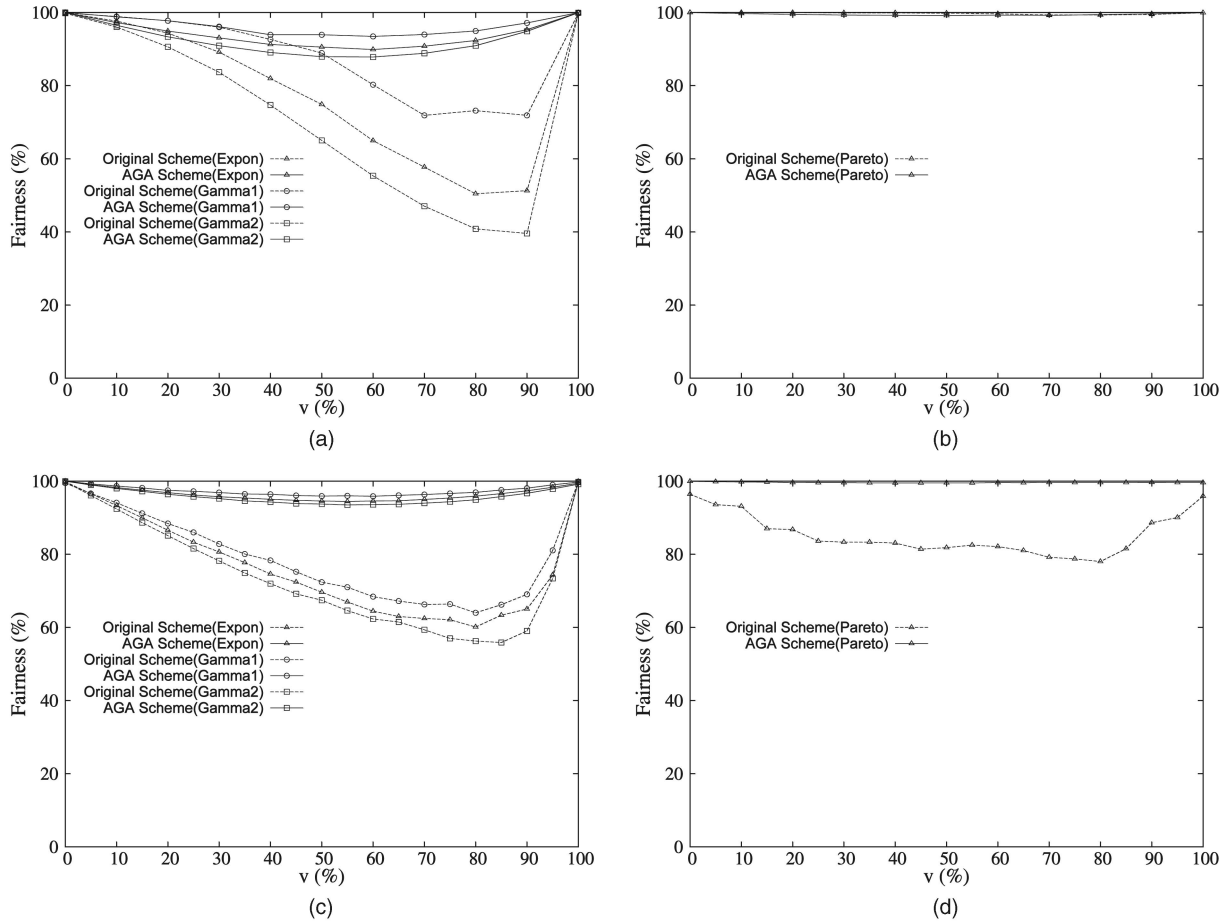 100
80
60
40
20
0
Fairness (%)
Original Scheme(Expon)
AGA Scheme(Expon)
Original Scheme(Gamma1)
AGA Scheme(Gamma1)
Original Scheme(Gamma2)
AGA Scheme(Gamma2)
0 10 20 30 40 50 60 70 80 90 100
v (%)
(a)
100
80
60
40
20
0
Fairness (%)
Original Scheme(Pareto)
AGA Scheme(Pareto)
0 10 20 30 40 50 60 70 80 90 100
v (%)
(b)
100
80
60
40
20
0
Fairness (%)
Original Scheme(Expon)
AGA Scheme(Expon)
Original Scheme(Gamma1)
AGA Scheme(Gamma1)
Original Scheme(Gamma2)
AGA Scheme(Gamma2)
0 10 20 30 40 50 60 70 80 90 100
v (%)
(c)
100
80
60
40
20
0
Fairness (%)
Original Scheme(Pareto)
AGA Scheme(Pareto)
0 10 20 30 40 50 60 70 80 90 100
v (%)
(d)